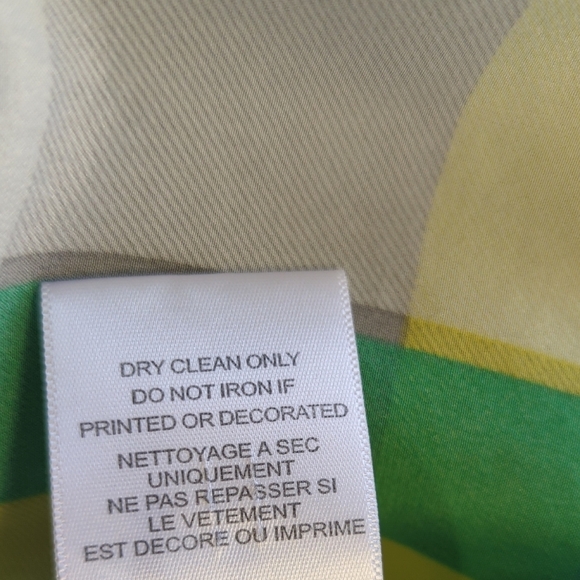 DRY CLEAN ONLY
DO NOT IRON IF
PRINTED OR DECORATED
NETTOYAGE A SEC
UNIQUEMENT
NE PAS REPASSER SI
LE VETEMENT
EST DECORE OU IMPRIME